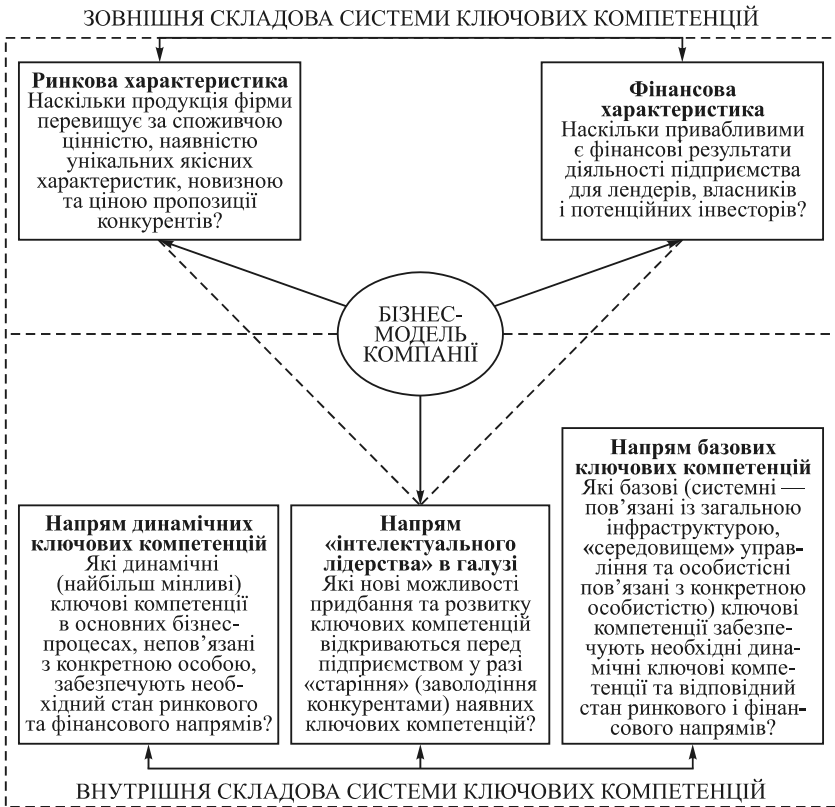 ЗОВНІШНЯ СКЛАДОВА СИСТЕМИ КЛЮЧОВИХ КОМПЕТЕНЦІЙ
Ринкова характеристика
Наскільки продукція фірми
перевищує за споживчою
цінністю, наявністю
унікальних якісних
характеристик, новизною
та ціною пропозиції
конкурентів?
Фінансова
характеристика
Наскільки привабливими
є фінансові результати
діяльності підприємства
для лендерів, власників
і потенційних інвесторів?
БІЗНЕС-
МОДЕЛЬ
КОМПАНІЇ
Напрям динамічних
ключових компетенцій
Які динамічні
(найбільш мінливі)
ключові компетенції
в основних бізнес-
процесах, непов’язані
з конкретною особою,
забезпечують необ-
хідний стан ринкового
та фінансового напрямів?
Напрям
«інтелектуального
лідерства» в галузі
Які нові можливості
придбання та розвитку
ключових компетенцій
відкриваються перед
підприємством у разі
«старіння» (заволодіння
конкурентами) наявних
ключових компетенцій?
Напрям базових
ключових компетенцій
Які базові (системні —
пов’язані із загальною
інфраструктурою,
«середовищем» управ-
ління та особистісні
пов’язані з конкретною
особистістю) ключові
компетенції забезпе-
чують необхідні дина-
мічні ключові компе-
тенції та відповідний
стан ринкового і фінан-
сового напрямів?
ВНУТРІШНЯ СКЛАДОВА СИСТЕМИ КЛЮЧОВИХ КОМПЕТЕНЦІЙ